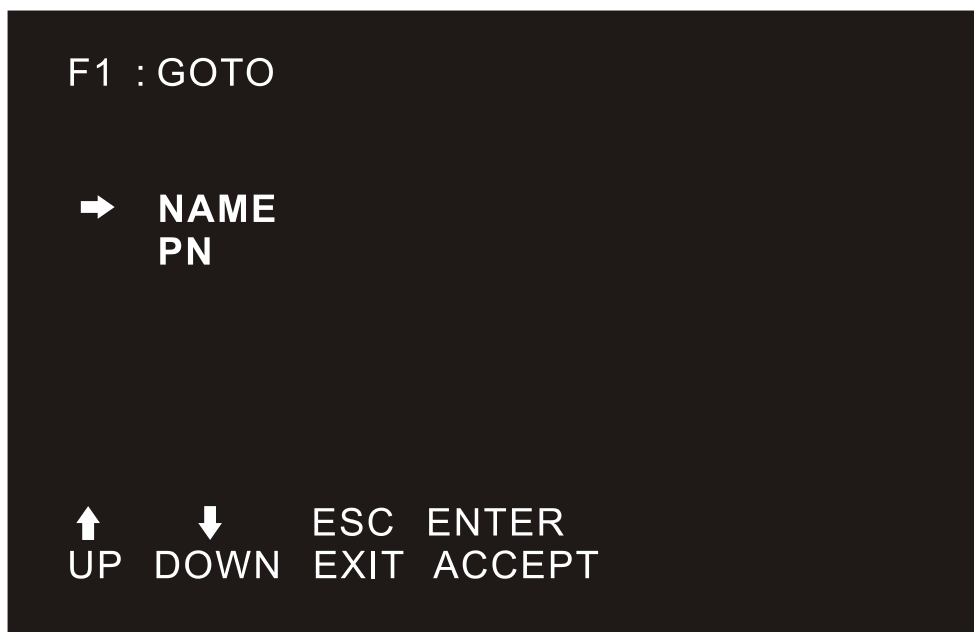 F1 : GOTO
➡ NAME
PN
⬆ ⬇ ESC ENTER
UP DOWN EXIT ACCEPT